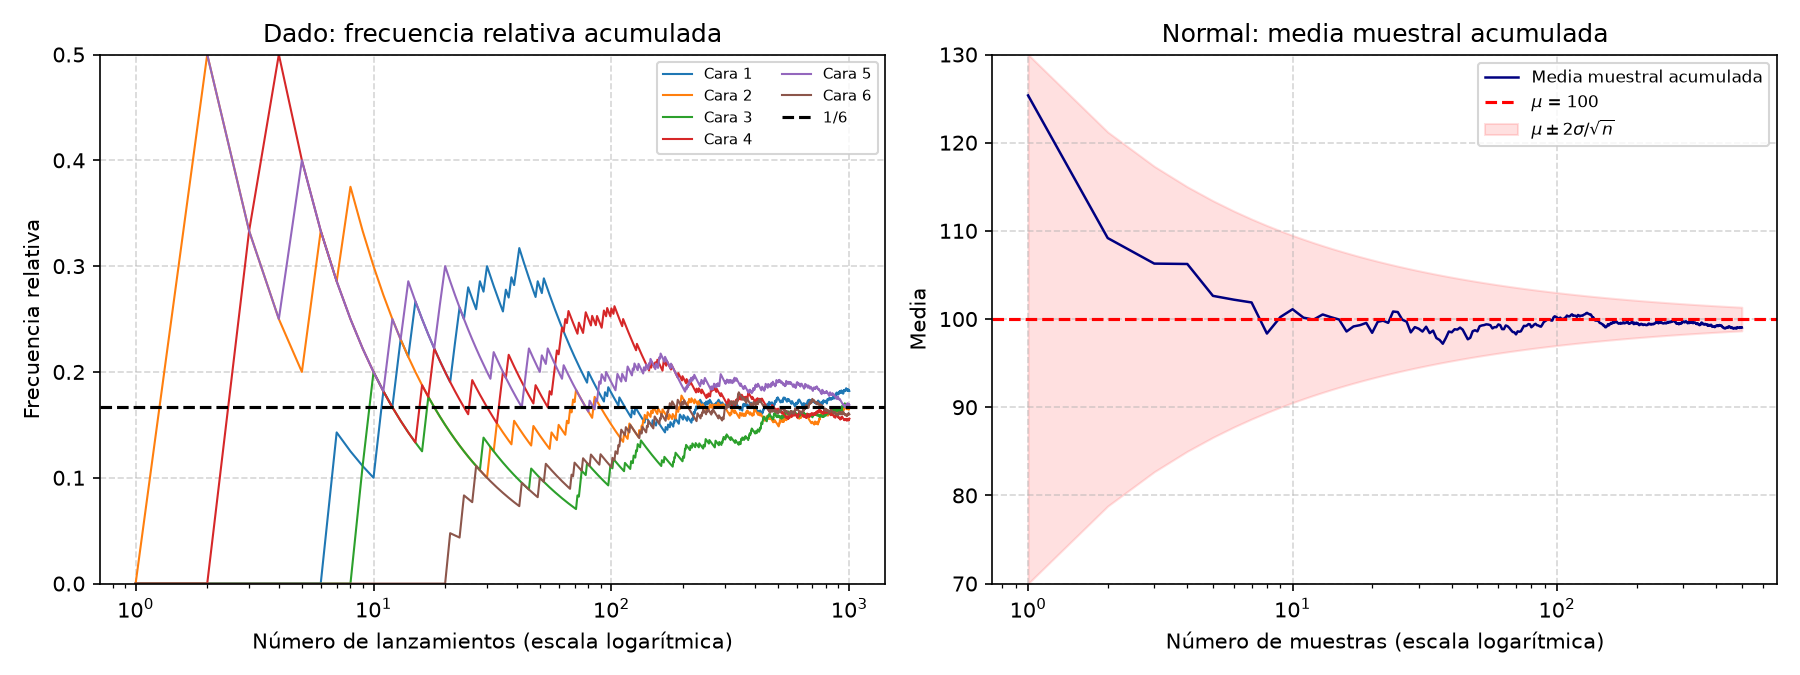 Dado: frecuencia relativa acumulada
Frecuencia relativa
0.5
0.4
0.3
0.2
0.1
0.0
Cara 1
Cara 2
Cara 3
Cara 4
Cara 5
Cara 6
1/6
10⁰ 10¹ 10² 10³
Número de lanzamientos (escala logarítmica)
Normal: media muestral acumulada
Media
130
120
110
100
90
80
70
Media muestral acumulada
μ = 100
μ ± 2σ/√n
10⁰ 10¹ 10²
Número de muestras (escala logarítmica)